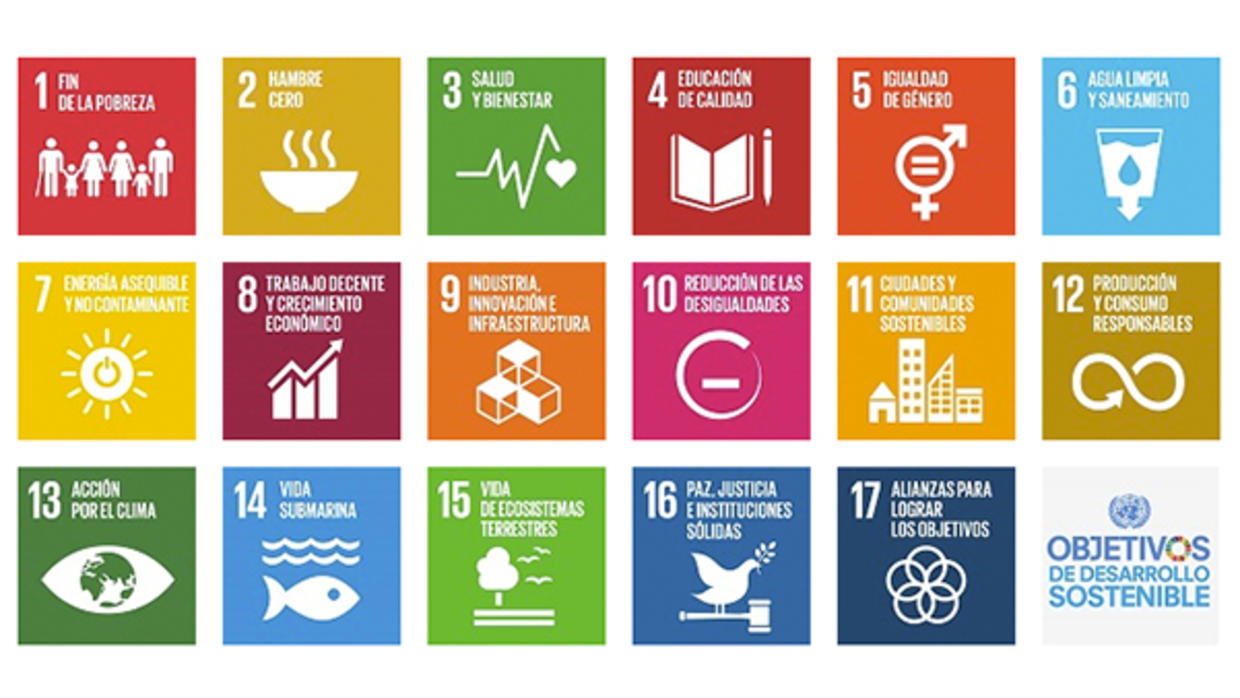 1 FIN
DE LA POBREZA
2 HAMBRE
CERO
3 SALUD
Y BIENESTAR
4 EDUCACIÓN
DE CALIDAD
5 IGUALDAD
DE GÉNERO
6 AGUA LIMPIA
Y SANEAMIENTO
7 ENERGÍA ASEQUIBLE
Y NO CONTAMINANTE
8 TRABAJO DECENTE
Y CRECIMIENTO
ECONÓMICO
9 INDUSTRIA,
INNOVACIÓN E
INFRAESTRUCTURA
10 REDUCCIÓN DE LAS
DESIGUALDADES
11 CIUDADES Y
COMUNIDADES
SOSTENIBLES
12 PRODUCCIÓN
Y CONSUMO
RESPONSABLES
13 ACCIÓN
POR EL CLIMA
14 VIDA
SUBMARINA
15 VIDA
DE ECOSISTEMAS
TERRESTRES
16 PAZ, JUSTICIA
E INSTITUCIONES
SÓLIDAS
17 ALIANZAS PARA
LOGRAR
LOS OBJETIVOS
OBJETIVOS
DE DESARROLLO
SOSTENIBLE